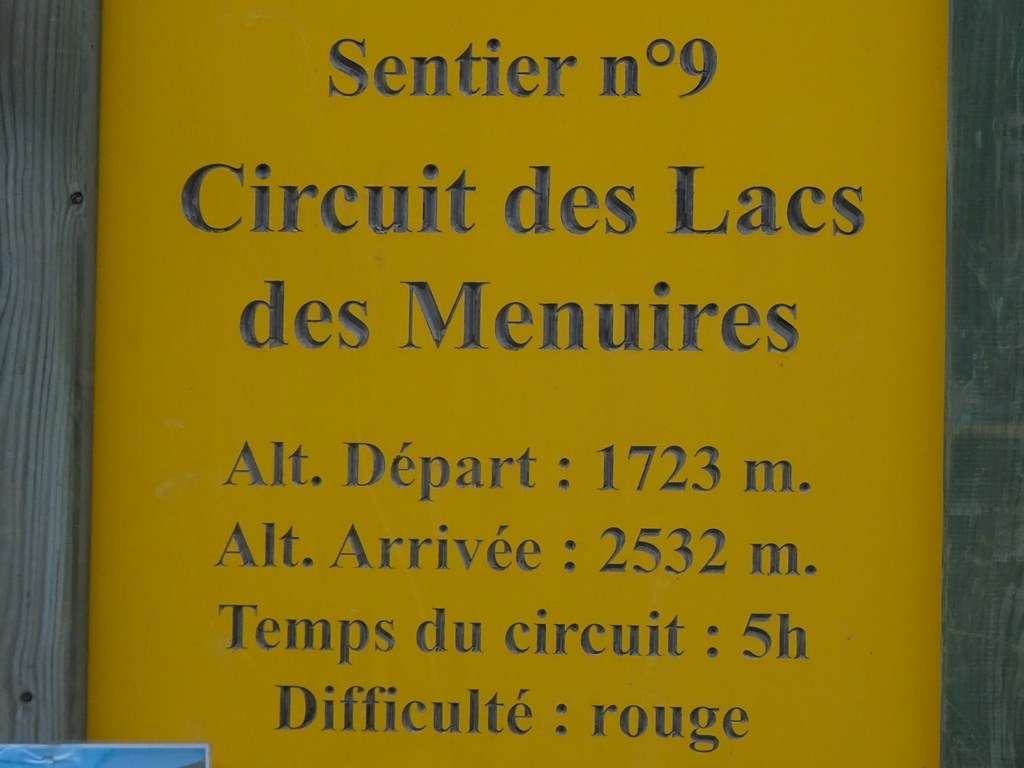 Sentier n°9
Circuit des Lacs
des Menuires
Alt. Départ : 1723 m.
Alt. Arrivée : 2532 m.
Temps du circuit : 5h
Difficulté : rouge